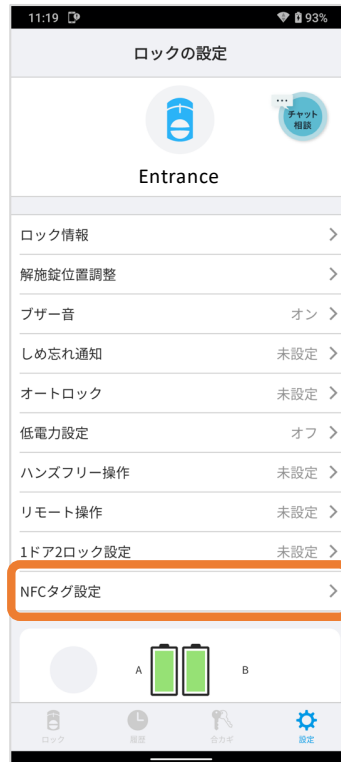 11:19 93%
ロックの設定
チャット
相談
Entrance
ロック情報
解施錠位置調整
ブザー音 オン
しめ忘れ通知 未設定
オートロック 未設定
低電力設定 オフ
ハンズフリー操作 未設定
リモート操作 未設定
1ドア2ロック設定 未設定
NFCタグ設定
A B
ロック 履歴 合カギ 設定